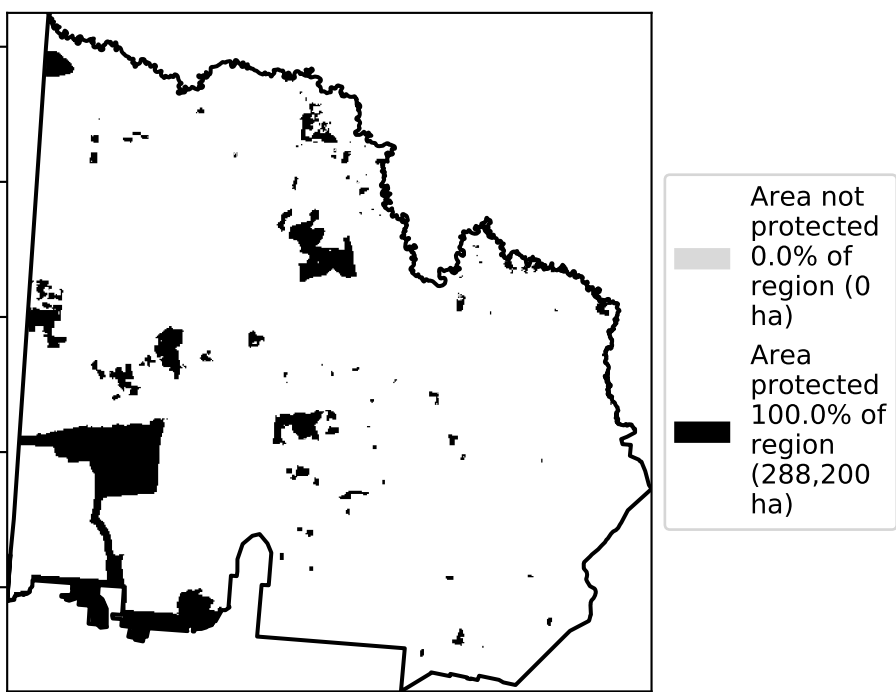 Area not
protected
0.0% of
region (0
ha)
Area
protected
100.0% of
region
(288,200
ha)